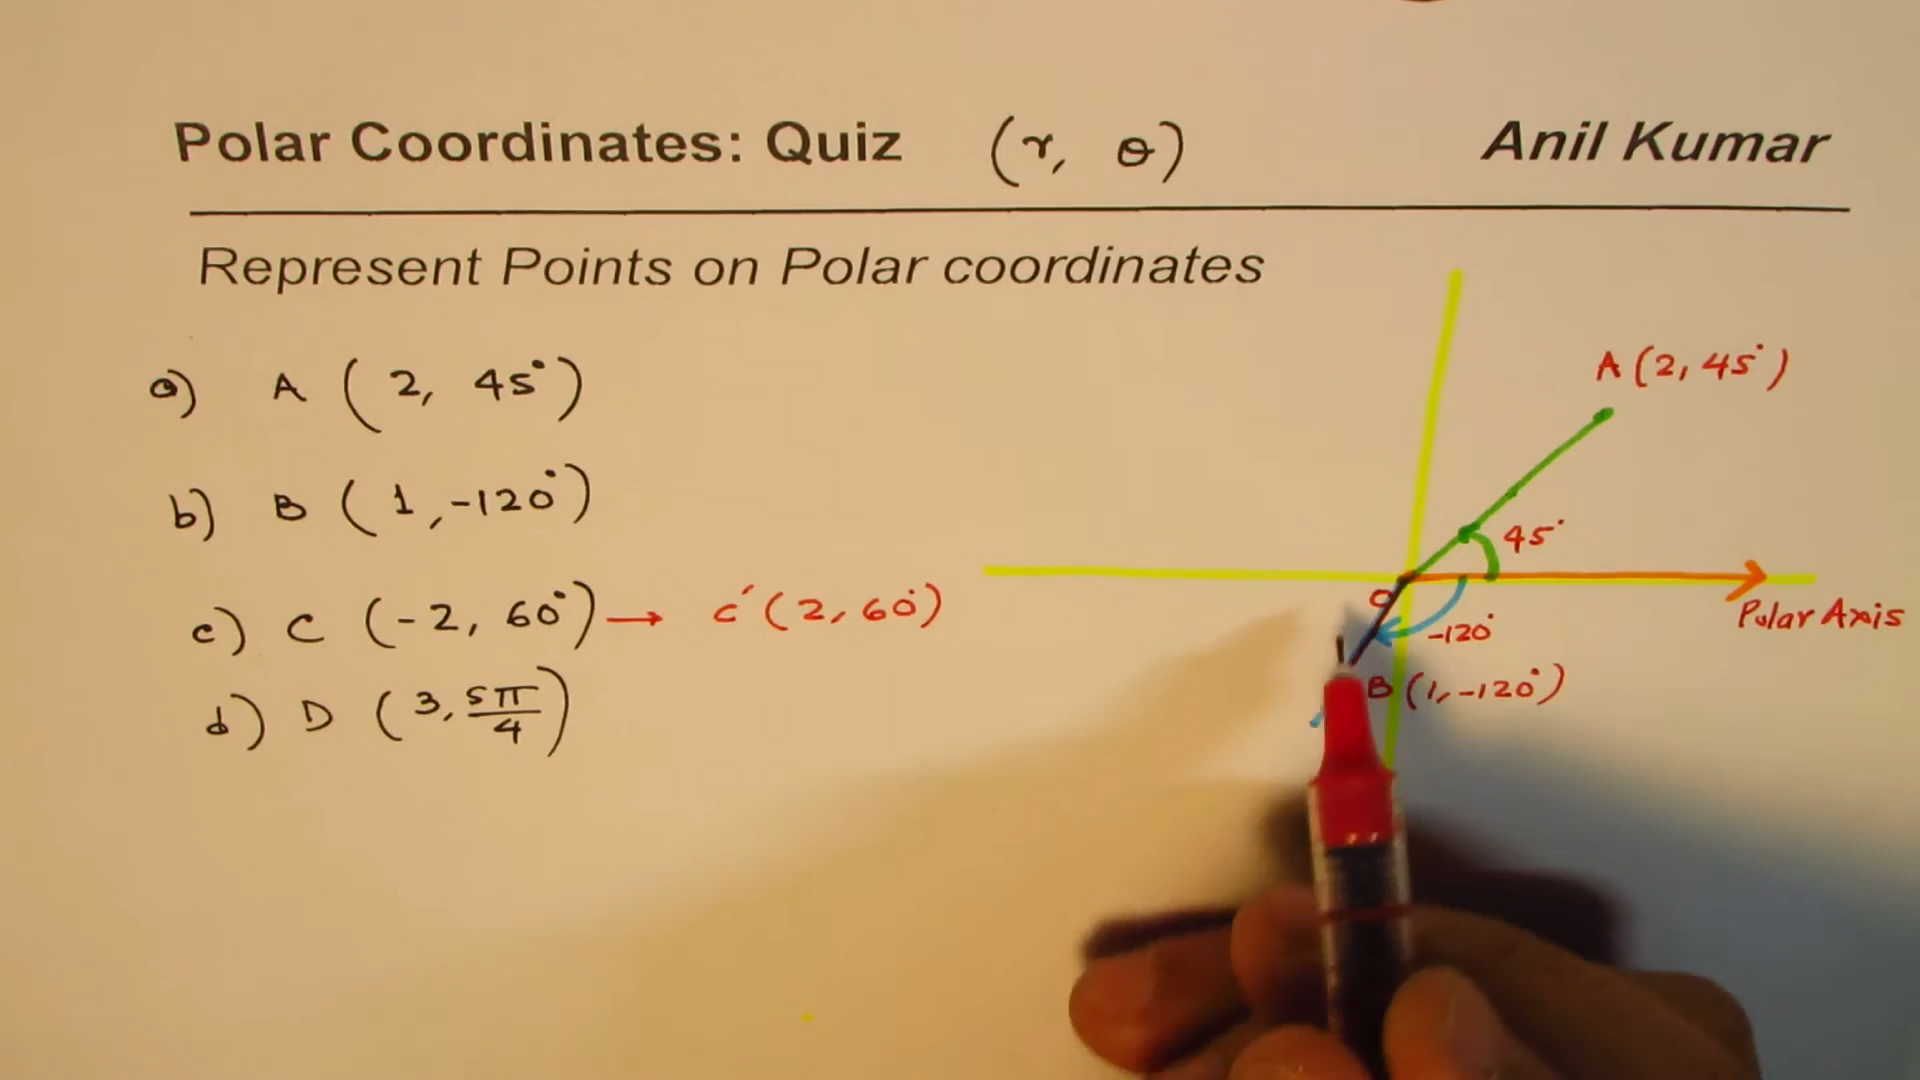 Polar Coordinates: Quiz (r, θ) Anil Kumar
Represent Points on Polar coordinates
a) A (2, 45°)
b) B (1, -120°)
c) C (-2, 60°) → C′(2, 60°)
d) D (3, 5π/4)
A (2, 45°)
45°
O
Polar Axis
-120°
B (1, -120°)